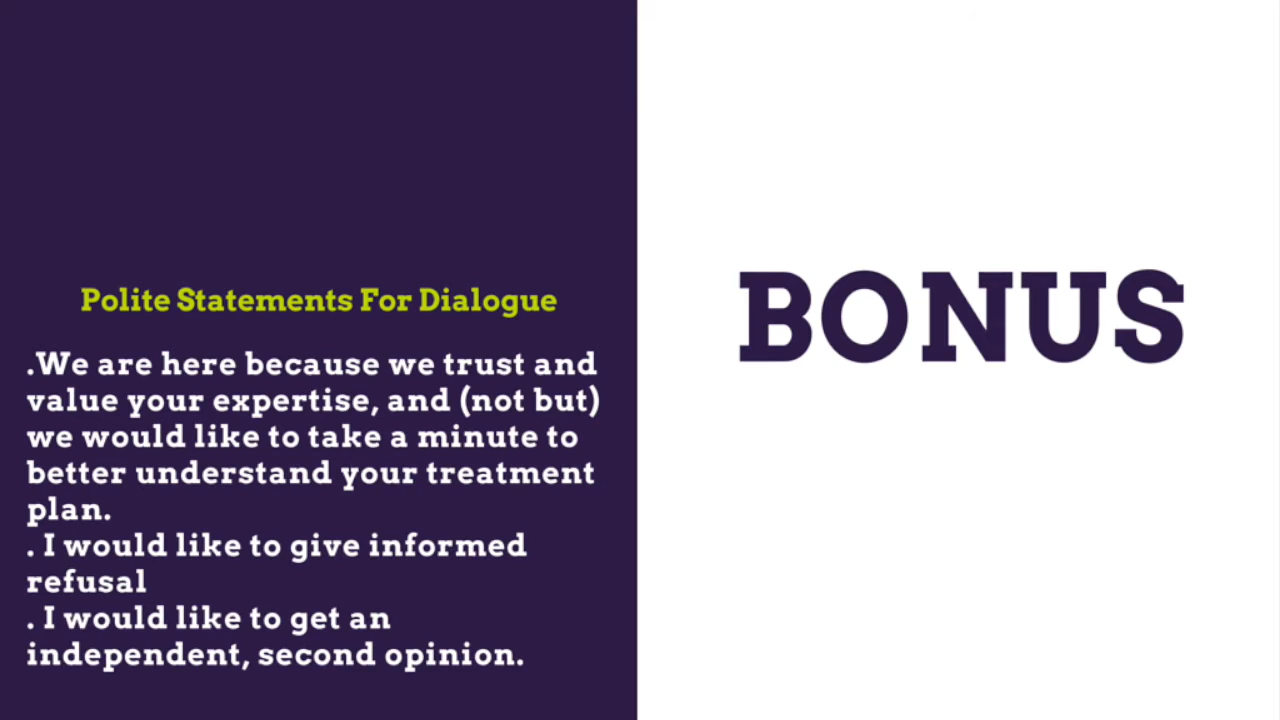 Polite Statements For Dialogue
.We are here because we trust and
value your expertise, and (not but)
we would like to take a minute to
better understand your treatment
plan.
. I would like to give informed
refusal
. I would like to get an
independent, second opinion.
BONUS